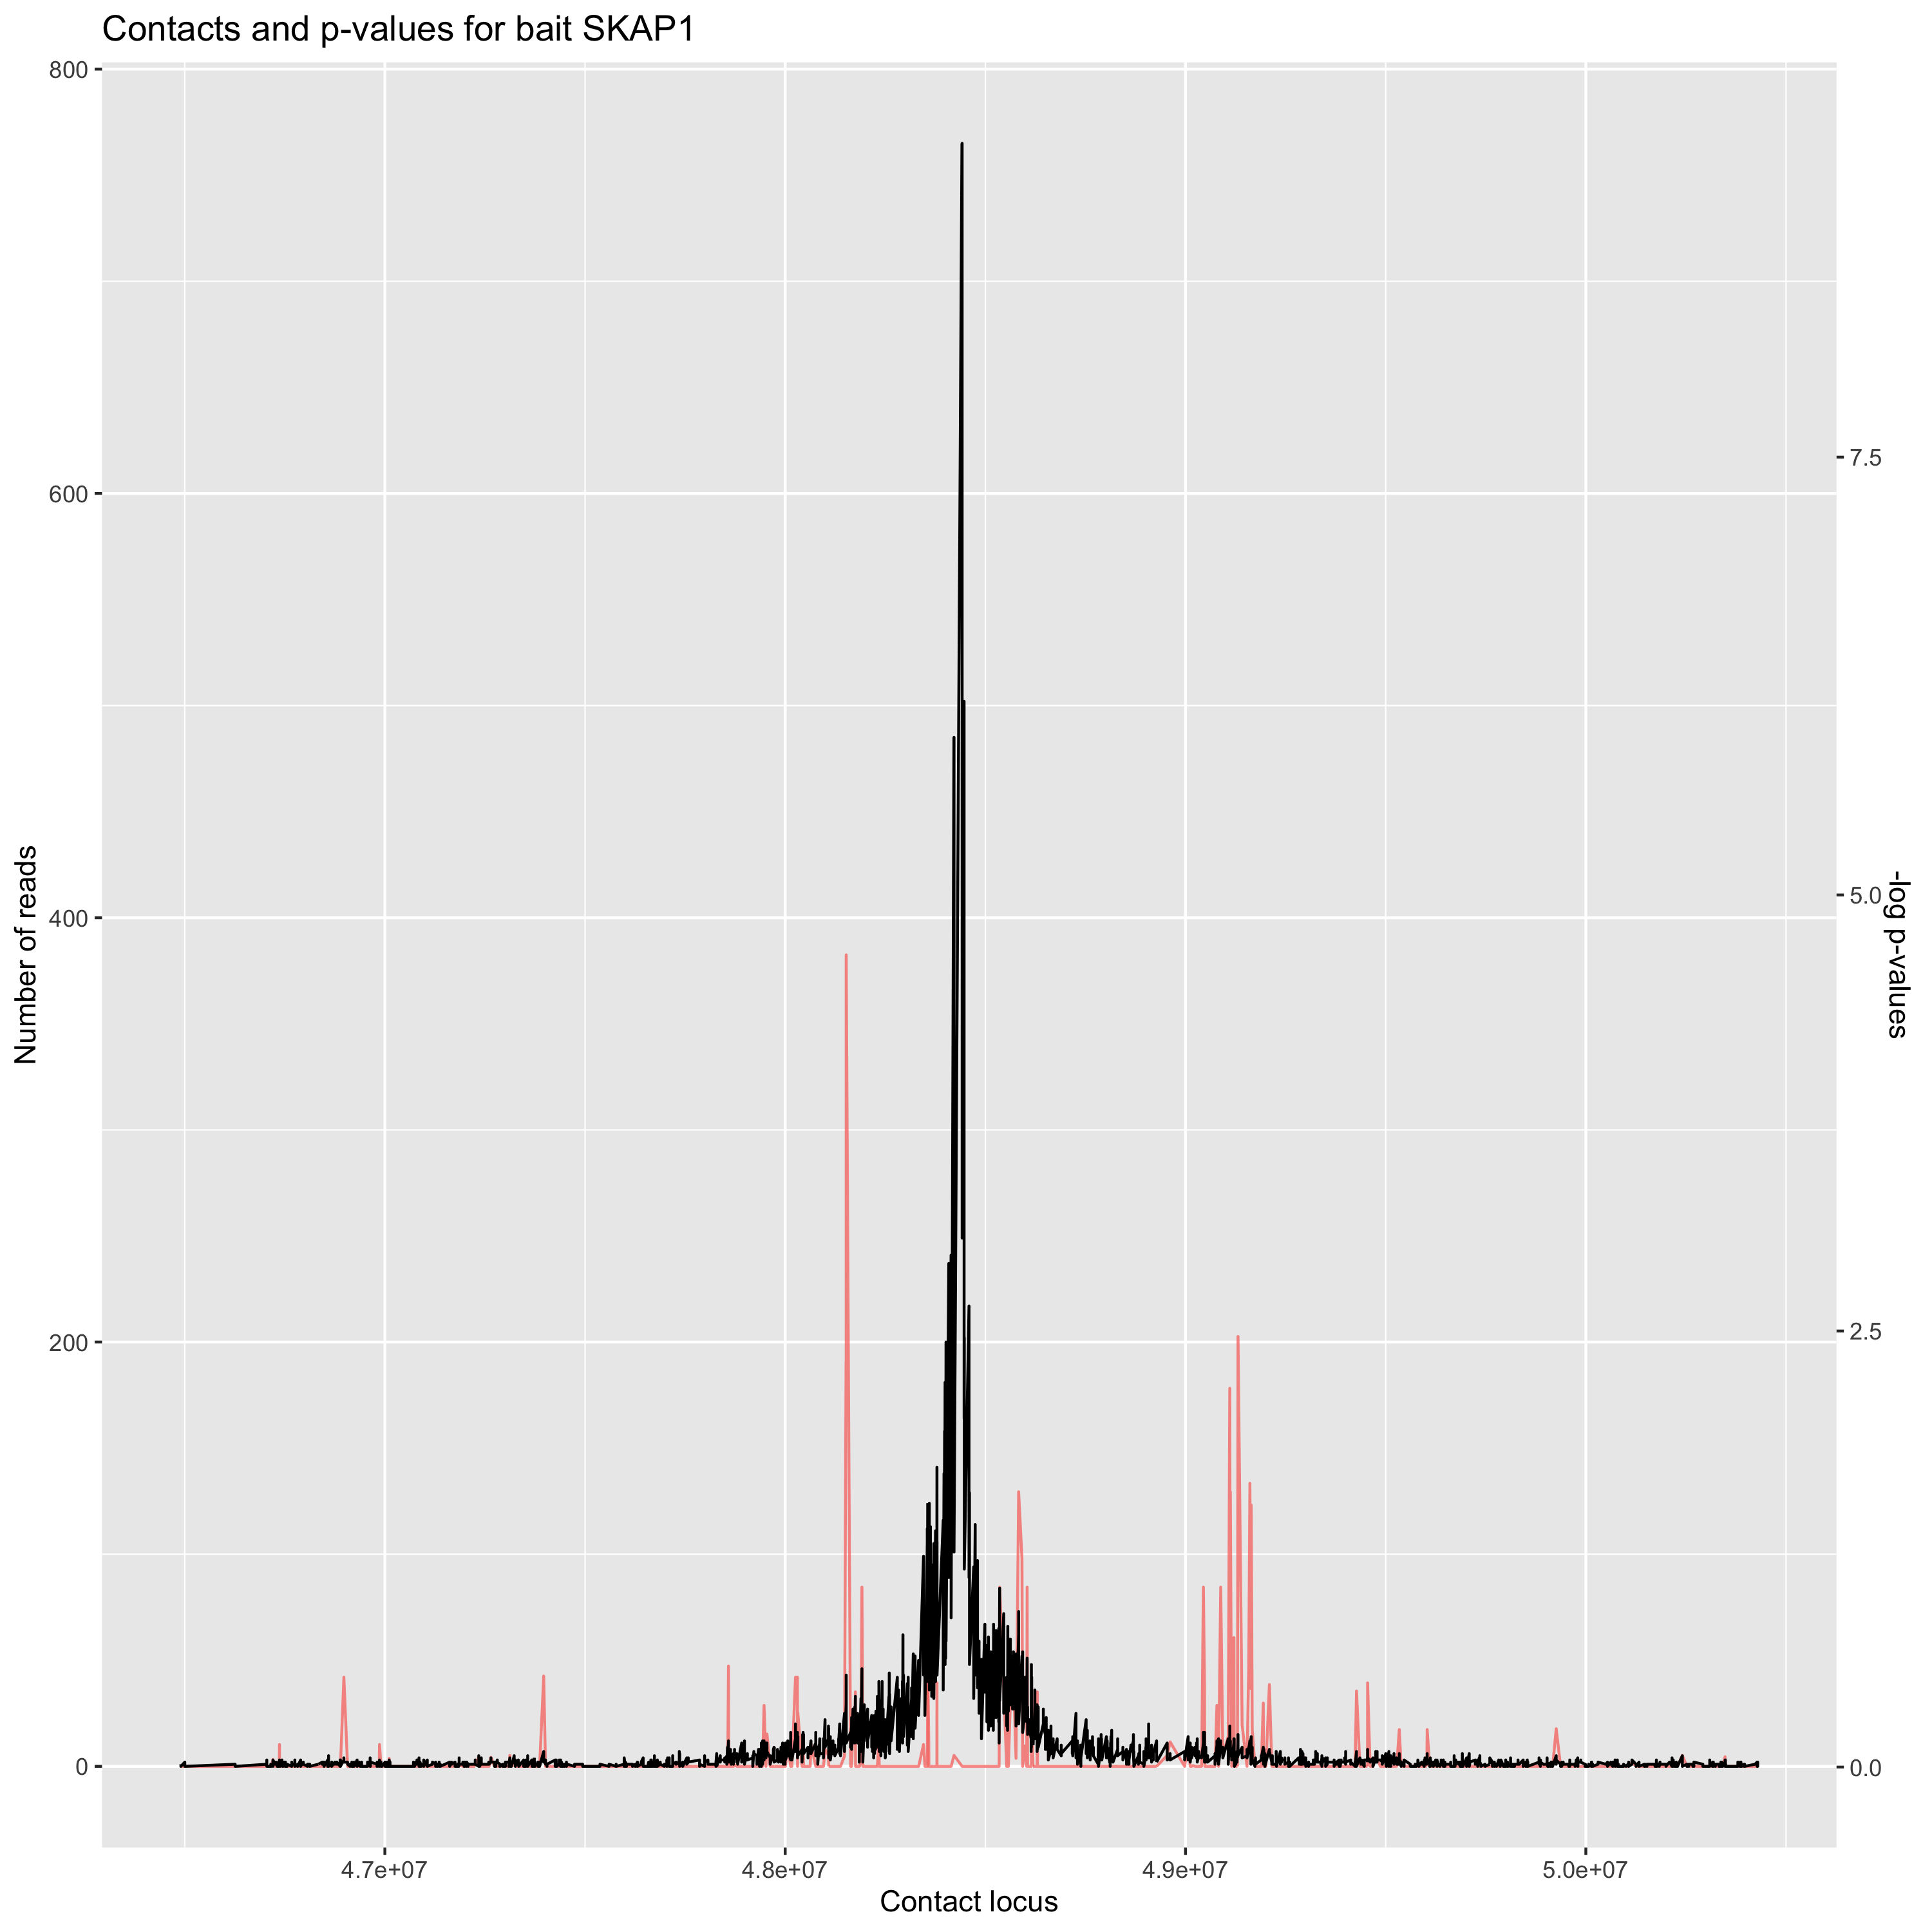 Contacts and p-values for bait SKAP1
800
600
400
200
0
Number of reads
7.5
5.0
2.5
0.0
-log p-values
4.7e+07
4.8e+07
4.9e+07
5.0e+07
Contact locus